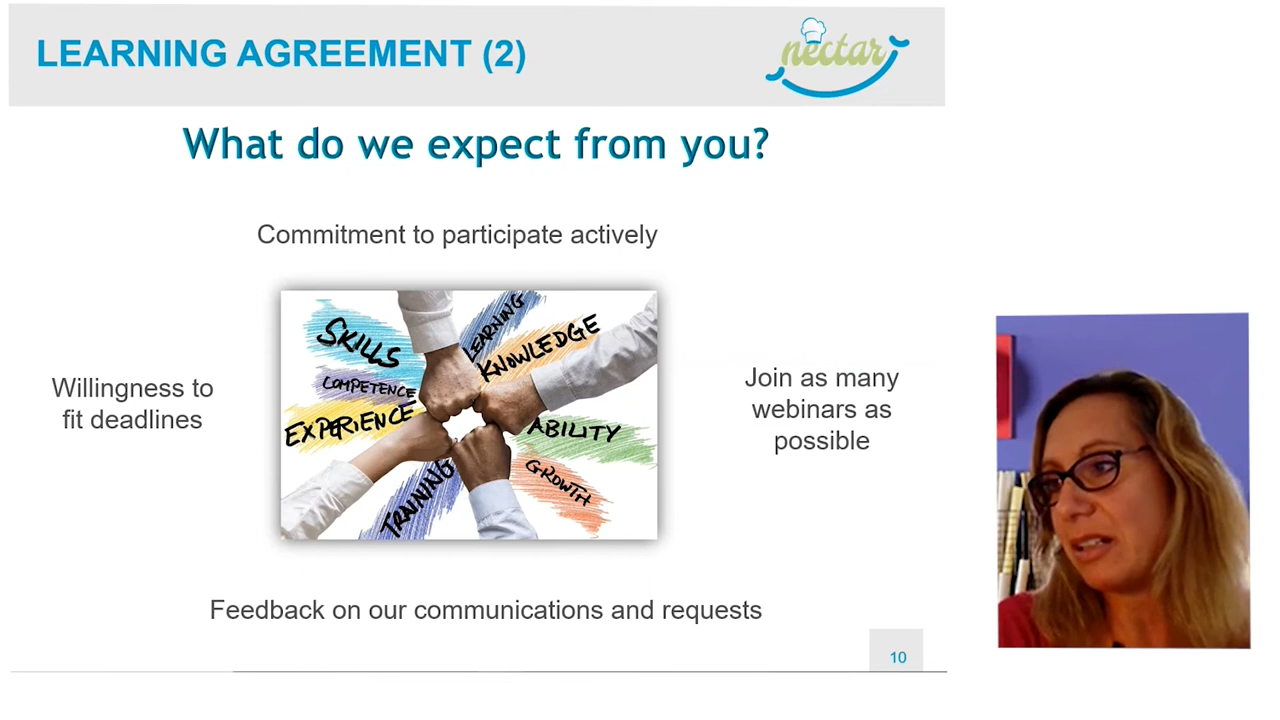 LEARNING AGREEMENT (2)
nectar
What do we expect from you?
Commitment to participate actively
SKILLS
LEARNING
KNOWLEDGE
COMPETENCE
EXPERIENCE
ABILITY
TRAINING
GROWTH
Willingness to
fit deadlines
Join as many
webinars as
possible
Feedback on our communications and requests
10